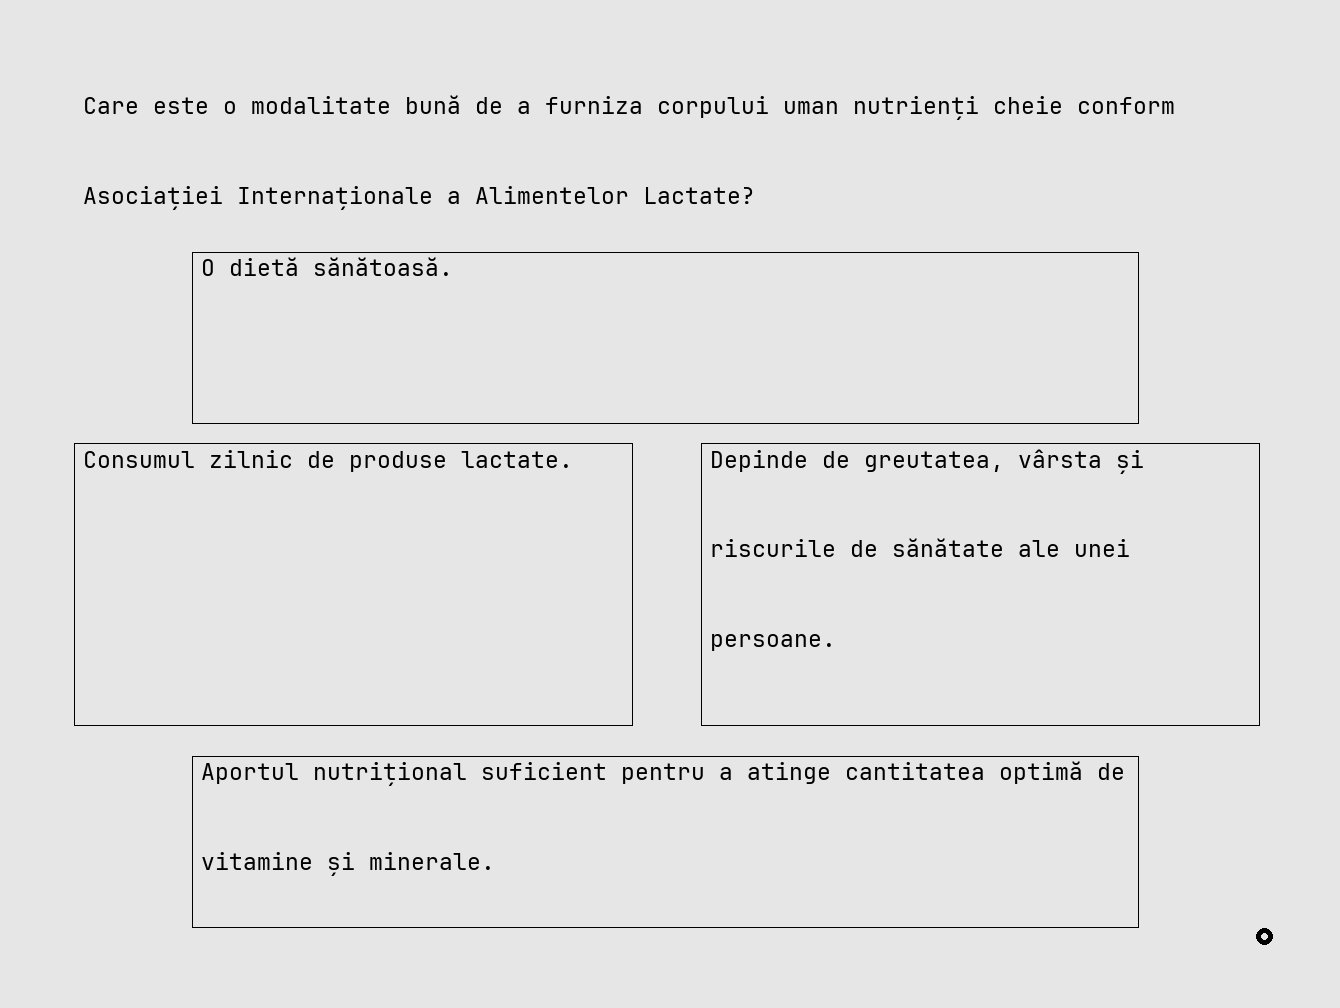 Care este o modalitate bună de a furniza corpului uman nutrienți cheie conform
Asociației Internaționale a Alimentelor Lactate?
O dietă sănătoasă.
Consumul zilnic de produse lactate.
Depinde de greutatea, vârsta și
riscurile de sănătate ale unei
persoane.
Aportul nutrițional suficient pentru a atinge cantitatea optimă de
vitamine și minerale.